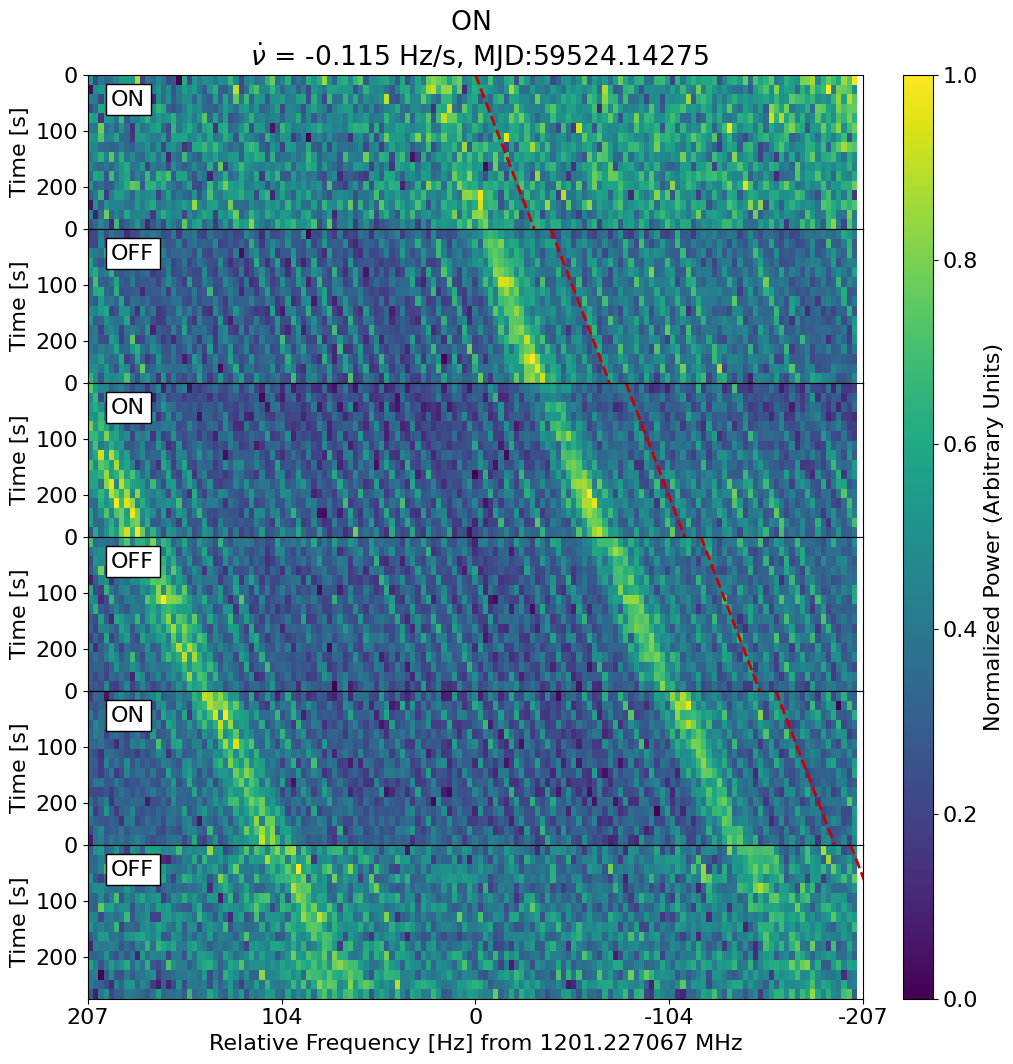 ON
ν̇ = -0.115 Hz/s, MJD:59524.14275
0
ON
100
200
Time [s]
0
OFF
100
200
Time [s]
0
ON
100
200
Time [s]
0
OFF
100
200
Time [s]
0
ON
100
200
Time [s]
0
OFF
100
200
Time [s]
207 104 0 -104 -207
Relative Frequency [Hz] from 1201.227067 MHz
1.0
0.8
0.6
0.4
0.2
0.0
Normalized Power (Arbitrary Units)